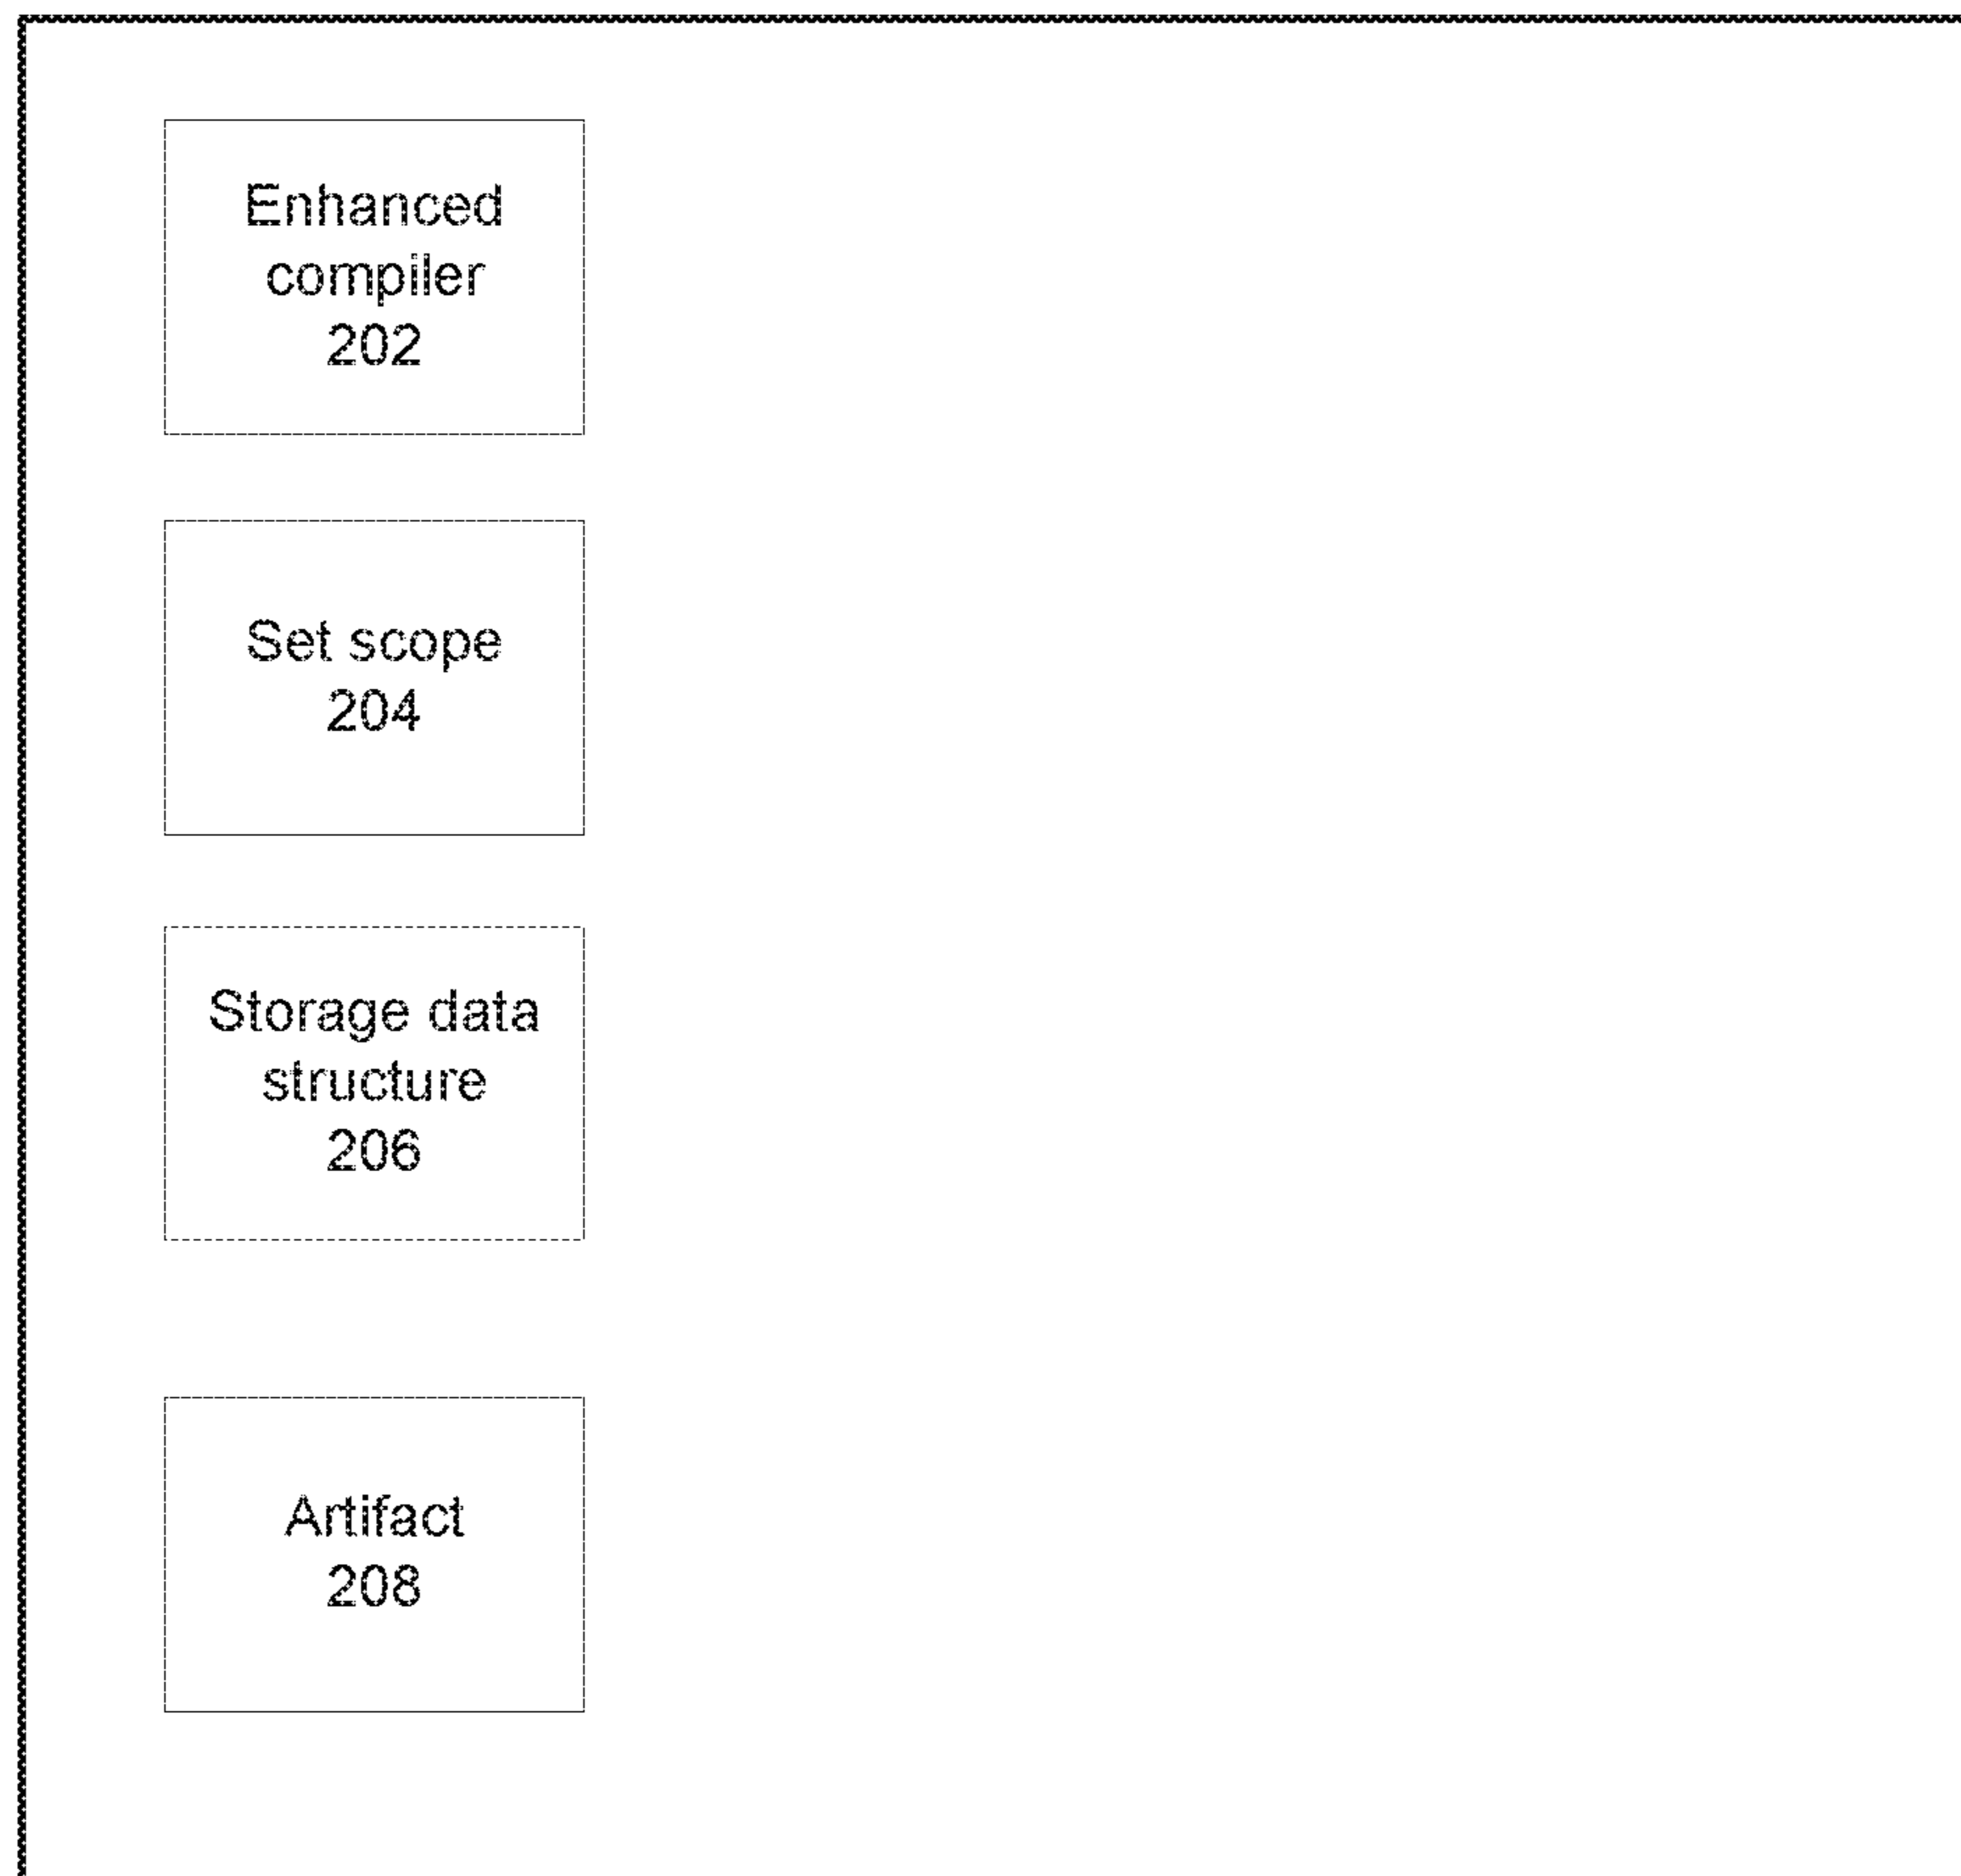 Enhanced
compiler
202
Set scope
204
Storage data
structure
206
Artifact
208